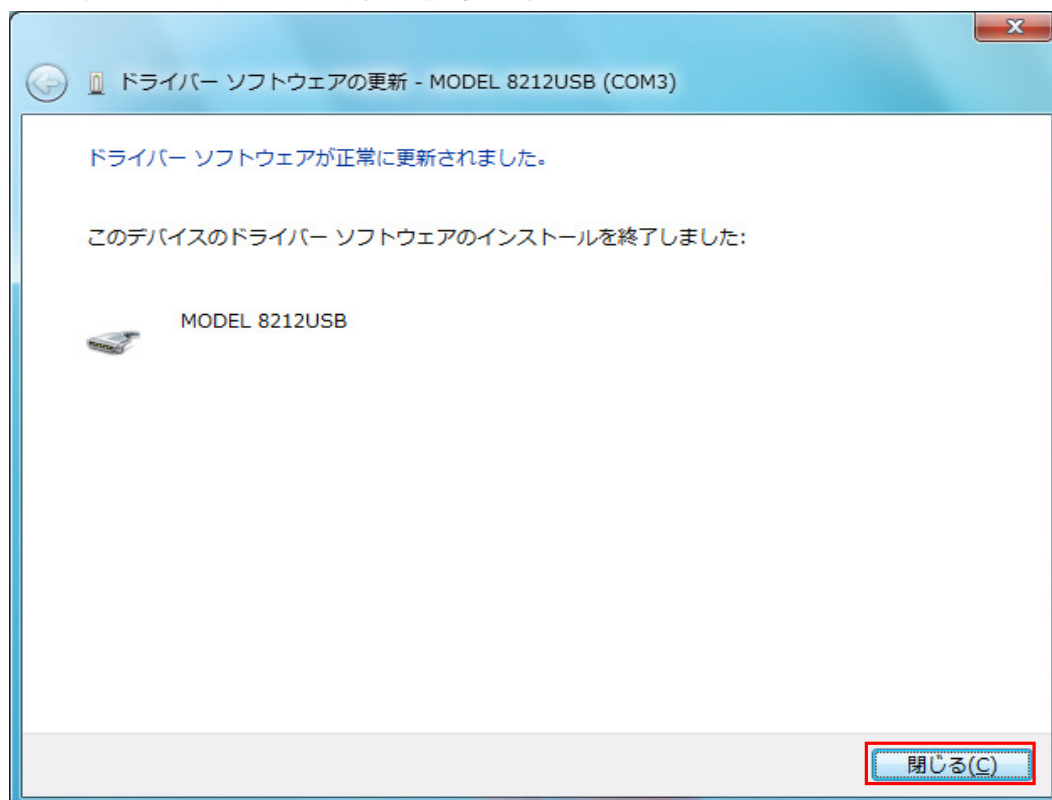 ドライバー ソフトウェアの更新 - MODEL 8212USB (COM3)
ドライバー ソフトウェアが正常に更新されました。
このデバイスのドライバー ソフトウェアのインストールを終了しました:
MODEL 8212USB
閉じる(C)